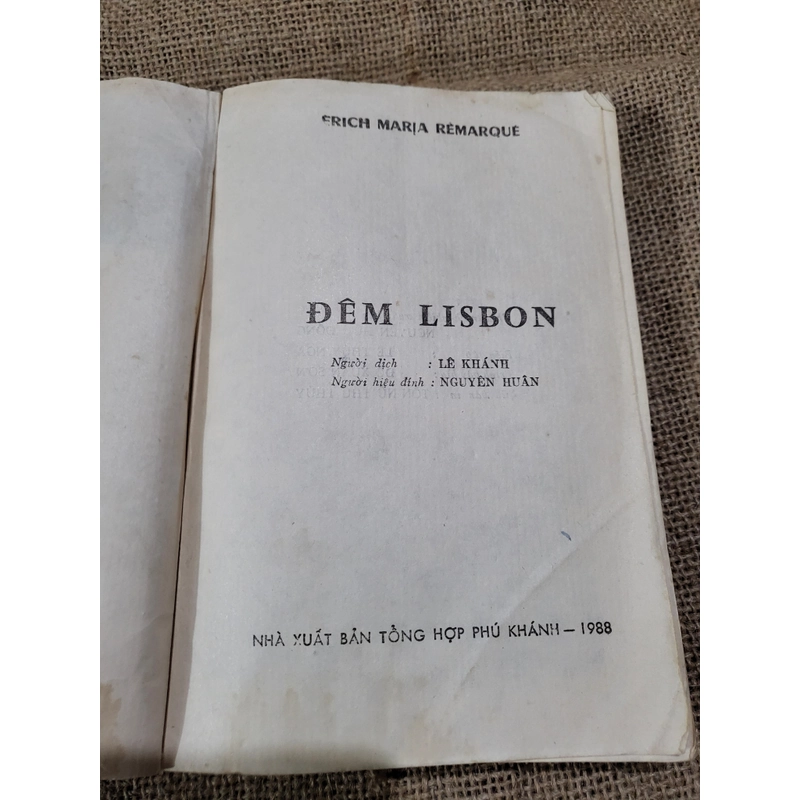 ERICH MARIA REMARQUE
ĐÊM LISBON
Người dịch : LÊ KHÁNH
Người hiệu đính : NGUYÊN HUÂN
NHÀ XUẤT BẢN TỔNG HỢP PHÚ KHÁNH — 1988